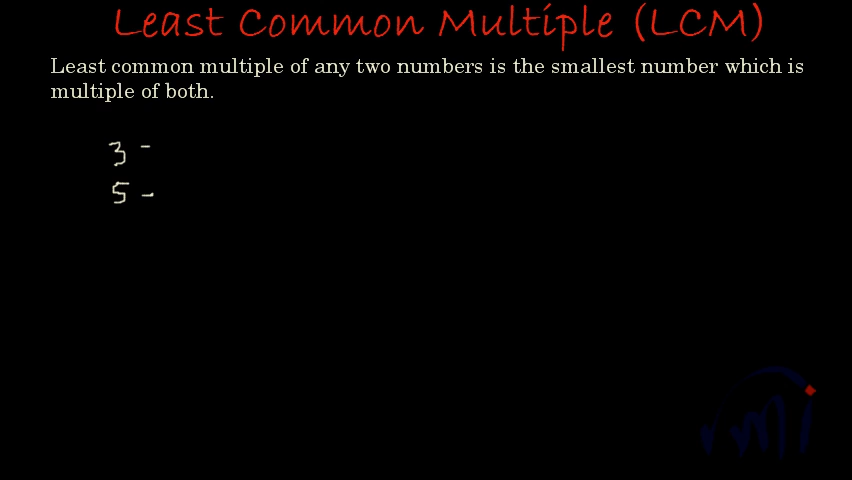 Least Common Multiple (LCM)
Least common multiple of any two numbers is the smallest number which is
multiple of both.
3 -
5 -